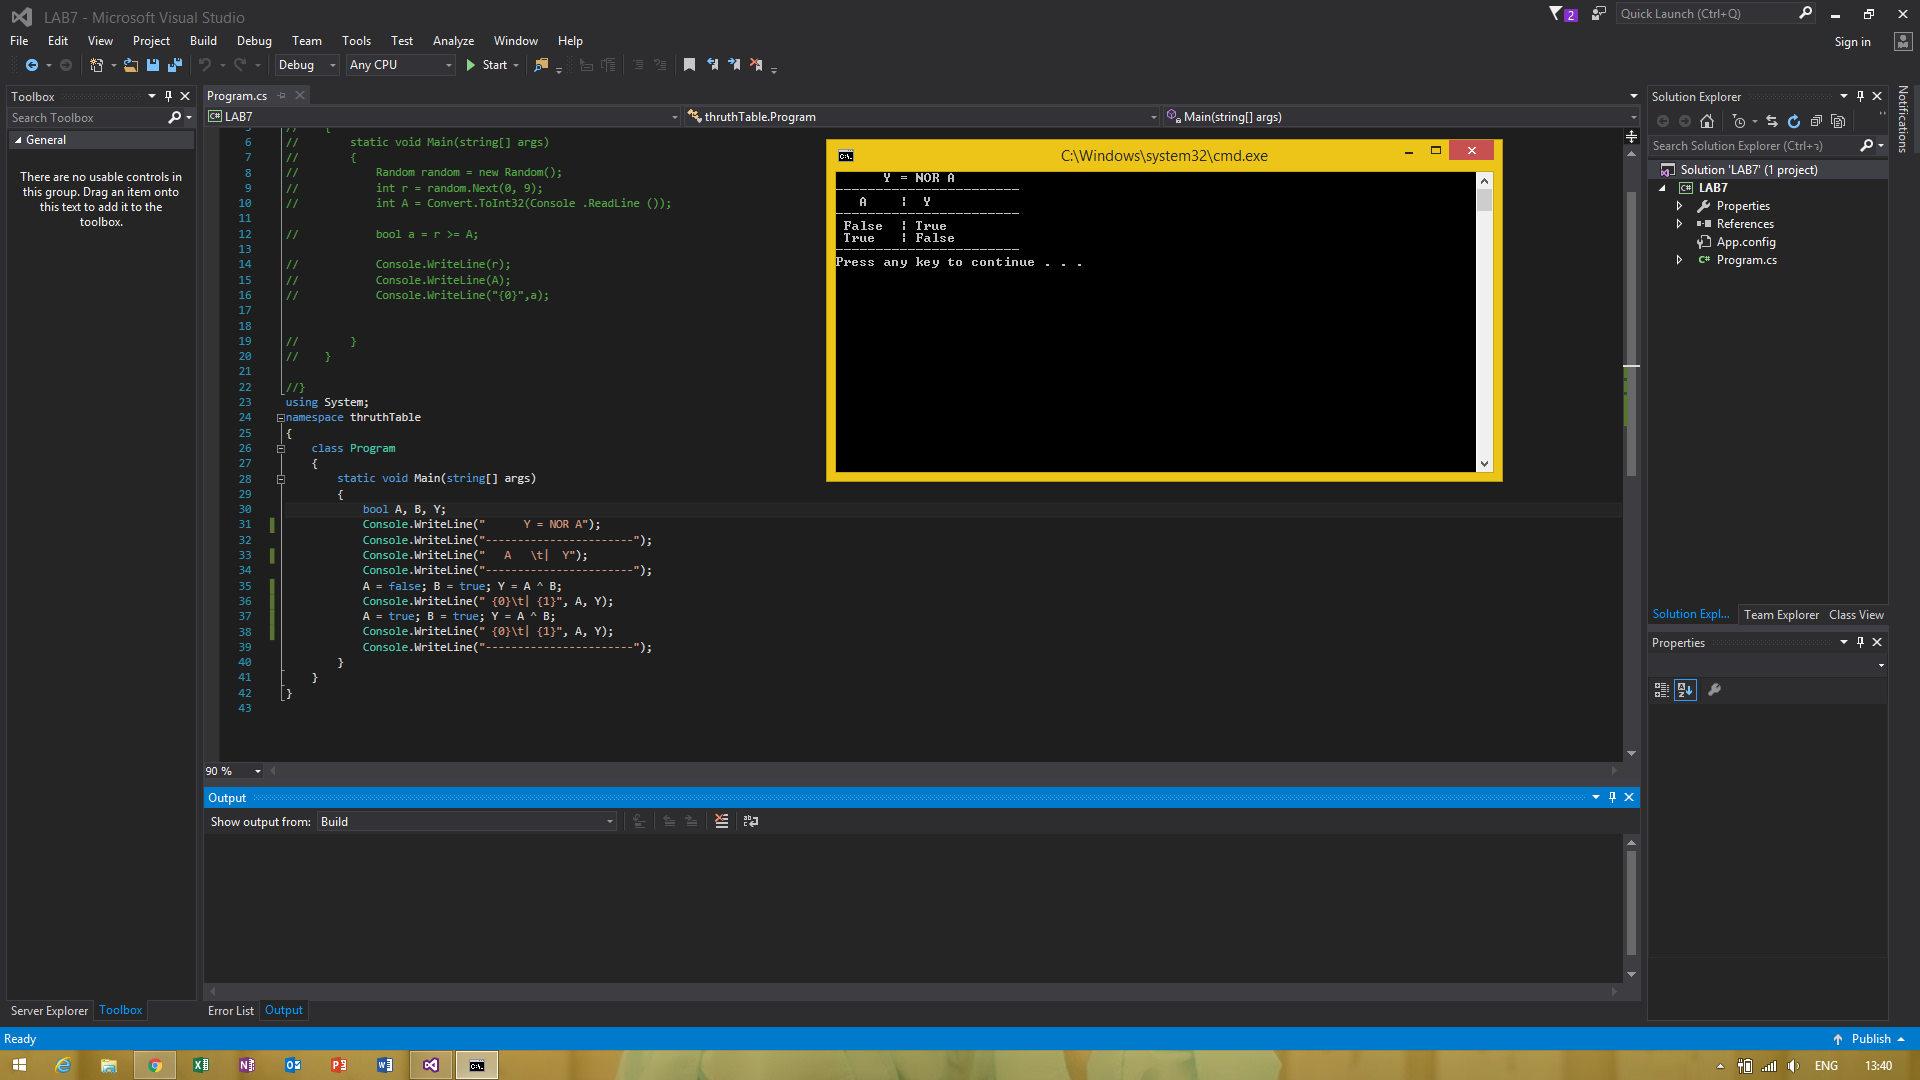 LAB7 - Microsoft Visual Studio
2
Quick Launch (Ctrl+Q)
File Edit View Project Build Debug Team Tools Test Analyze Window Help
Sign in
Debug Any CPU Start
Toolbox
Search Toolbox
General
There are no usable controls in
this group. Drag an item onto
this text to add it to the
toolbox.
Program.cs
C# LAB7 thruthTable.Program Main(string[] args)
5 // {
6 // static void Main(string[] args)
7 // {
8 // Random random = new Random();
9 // int r = random.Next(0, 9);
10 // int A = Convert.ToInt32(Console .ReadLine ());
11
12 // bool a = r >= A;
13
14 // Console.WriteLine(r);
15 // Console.WriteLine(A);
16 // Console.WriteLine("{0}",a);
17
18
19 // }
20 // }
21
22 //}
23 using System;
24 namespace thruthTable
25 {
26 class Program
27 {
28 static void Main(string[] args)
29 {
30 bool A, B, Y;
31 Console.WriteLine("      Y = NOR A");
32 Console.WriteLine("-----------------------");
33 Console.WriteLine("   A   \t|  Y");
34 Console.WriteLine("-----------------------");
35 A = false; B = true; Y = A ^ B;
36 Console.WriteLine(" {0}\t| {1}", A, Y);
37 A = true; B = true; Y = A ^ B;
38 Console.WriteLine(" {0}\t| {1}", A, Y);
39 Console.WriteLine("-----------------------");
40 }
41 }
42 }
43
90 %
C:\Windows\system32\cmd.exe
Y = NOR A
-----------------------
A | Y
-----------------------
False | True
True | False
-----------------------
Press any key to continue . . .
Output
Show output from: Build
Server Explorer Toolbox
Error List Output
Solution Explorer
Search Solution Explorer (Ctrl+ד)
Solution 'LAB7' (1 project)
C# LAB7
Properties
References
App.config
C# Program.cs
Solution Expl... Team Explorer Class View
Properties
Notifications
Ready
Publish
ENG 13:40